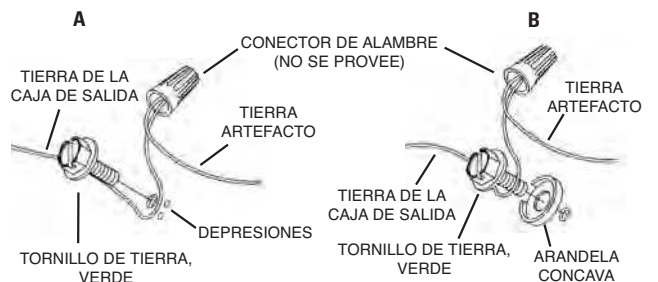 A
B
CONECTOR DE ALAMBRE
(NO SE PROVEE)
TIERRA DE LA
CAJA DE SALIDA
TIERRA
ARTEFACTO
DEPRESIONES
TORNILLO DE TIERRA,
VERDE
TIERRA
ARTEFACTO
TIERRA DE LA
CAJA DE SALIDA
TORNILLO DE TIERRA,
VERDE
ARANDELA
CONCAVA